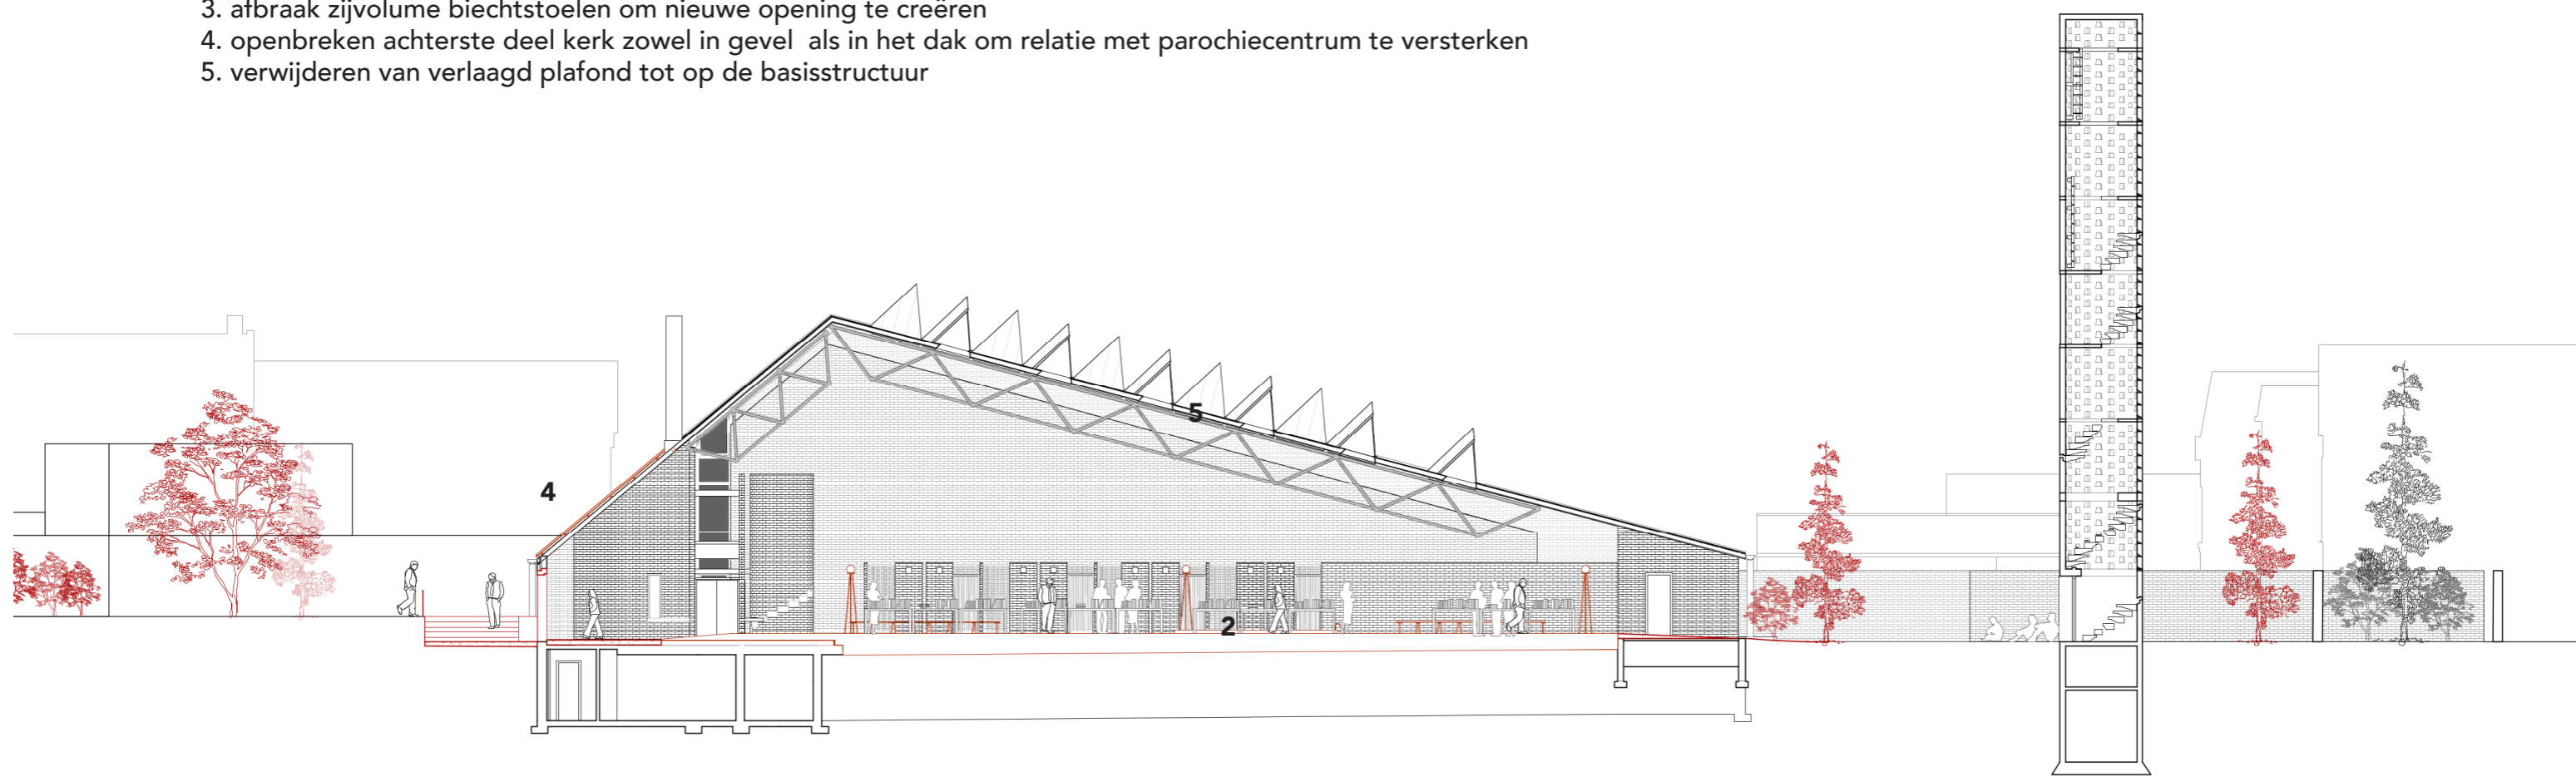 3. afbraak zijvolume biechtstoelen om nieuwe opening te creëren
4. openbreken achterste deel kerk zowel in gevel als in het dak om relatie met parochiecentrum te versterken
5. verwijderen van verlaagd plafond tot op de basisstructuur
5
4
2